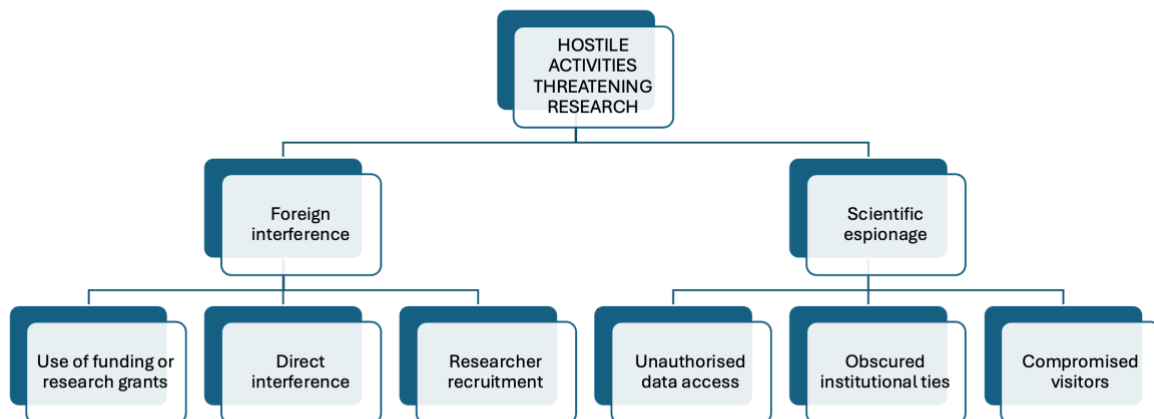 HOSTILE
ACTIVITIES
THREATENING
RESEARCH
Foreign
interference
Scientific
espionage
Use of funding or
research grants
Direct
interference
Researcher
recruitment
Unauthorised
data access
Obscured
institutional ties
Compromised
visitors